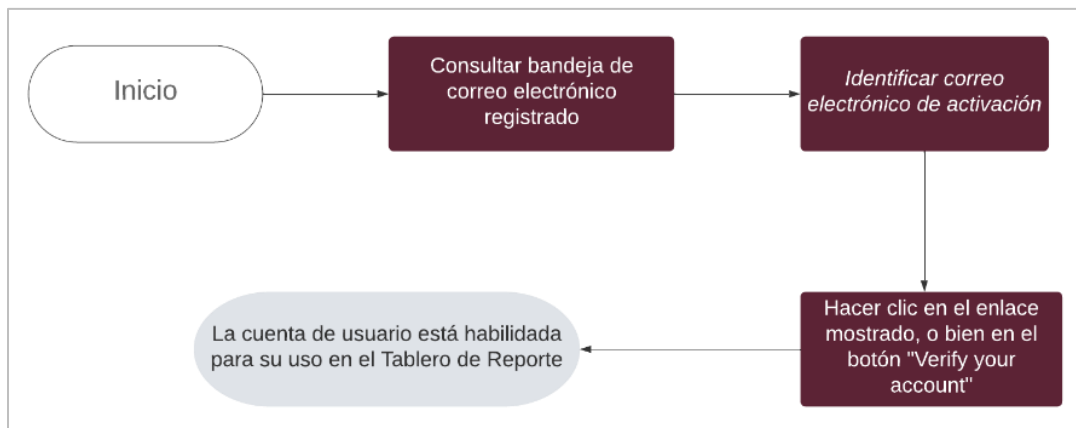 Inicio
Consultar bandeja de
correo electrónico
registrado
Identificar correo
electrónico de activación
Hacer clic en el enlace
mostrado, o bien en el
botón "Verify your
account"
La cuenta de usuario está habilidada
para su uso en el Tablero de Reporte